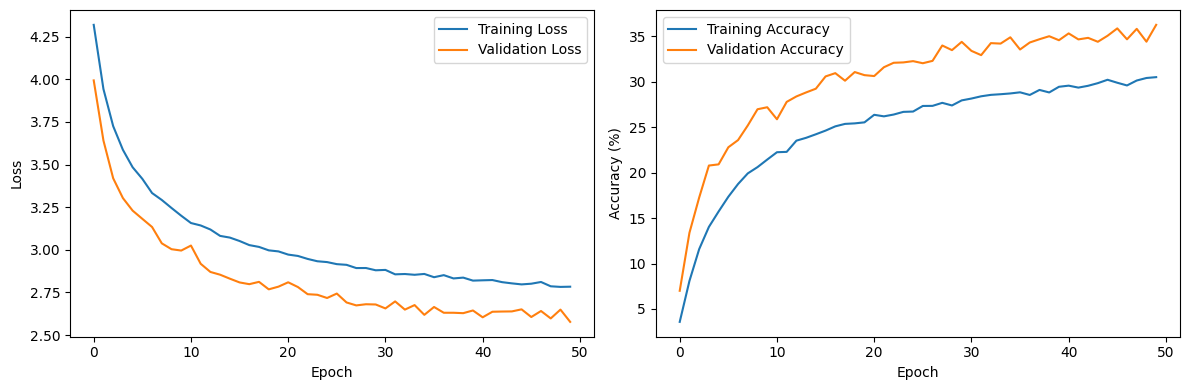 Training Loss
Validation Loss
4.25
4.00
3.75
3.50
3.25
3.00
2.75
2.50
Loss
0 10 20 30 40 50
Epoch
Training Accuracy
Validation Accuracy
35
30
25
20
15
10
5
Accuracy (%)
0 10 20 30 40 50
Epoch